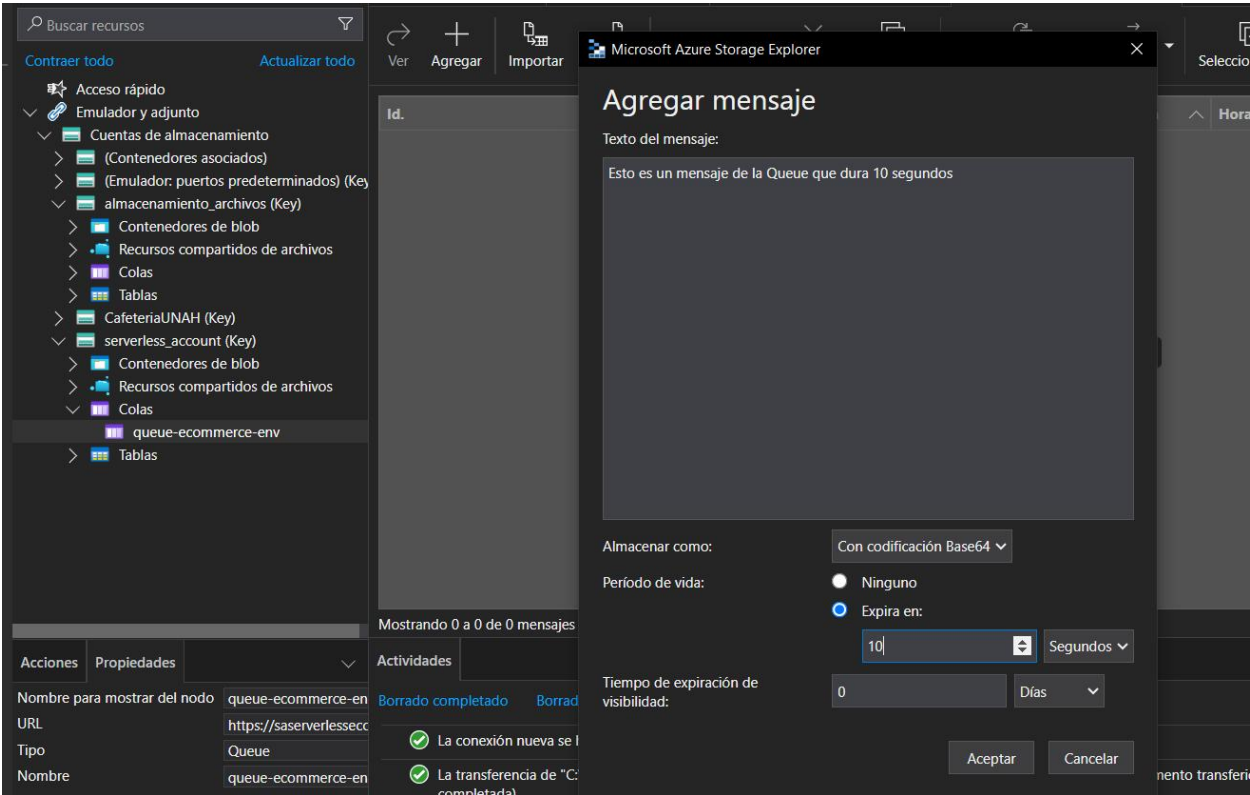 Buscar recursos
Contraer todo
Actualizar todo
Acceso rápido
Emulador y adjunto
Cuentas de almacenamiento
(Contenedores asociados)
(Emulador: puertos predeterminados) (Key
almacenamiento_archivos (Key)
Contenedores de blob
Recursos compartidos de archivos
Colas
Tablas
CafeteriaUNAH (Key)
serverless_account (Key)
Contenedores de blob
Recursos compartidos de archivos
Colas
queue-ecommerce-env
Tablas
Acciones
Propiedades
Nombre para mostrar del nodo queue-ecommerce-en
URL https://saserverlessecc
Tipo Queue
Nombre queue-ecommerce-en
Ver
Agregar
Importar
Seleccio
Id.
Hora
Mostrando 0 a 0 de 0 mensajes
Actividades
Borrado completado
Borrad
La conexión nueva se
La transferencia de "C:
completada)
mento transferi
Microsoft Azure Storage Explorer
Agregar mensaje
Texto del mensaje:
Esto es un mensaje de la Queue que dura 10 segundos
Almacenar como: Con codificación Base64
Período de vida: Ninguno
Expira en:
10 Segundos
Tiempo de expiración de
visibilidad: 0 Días
Aceptar
Cancelar